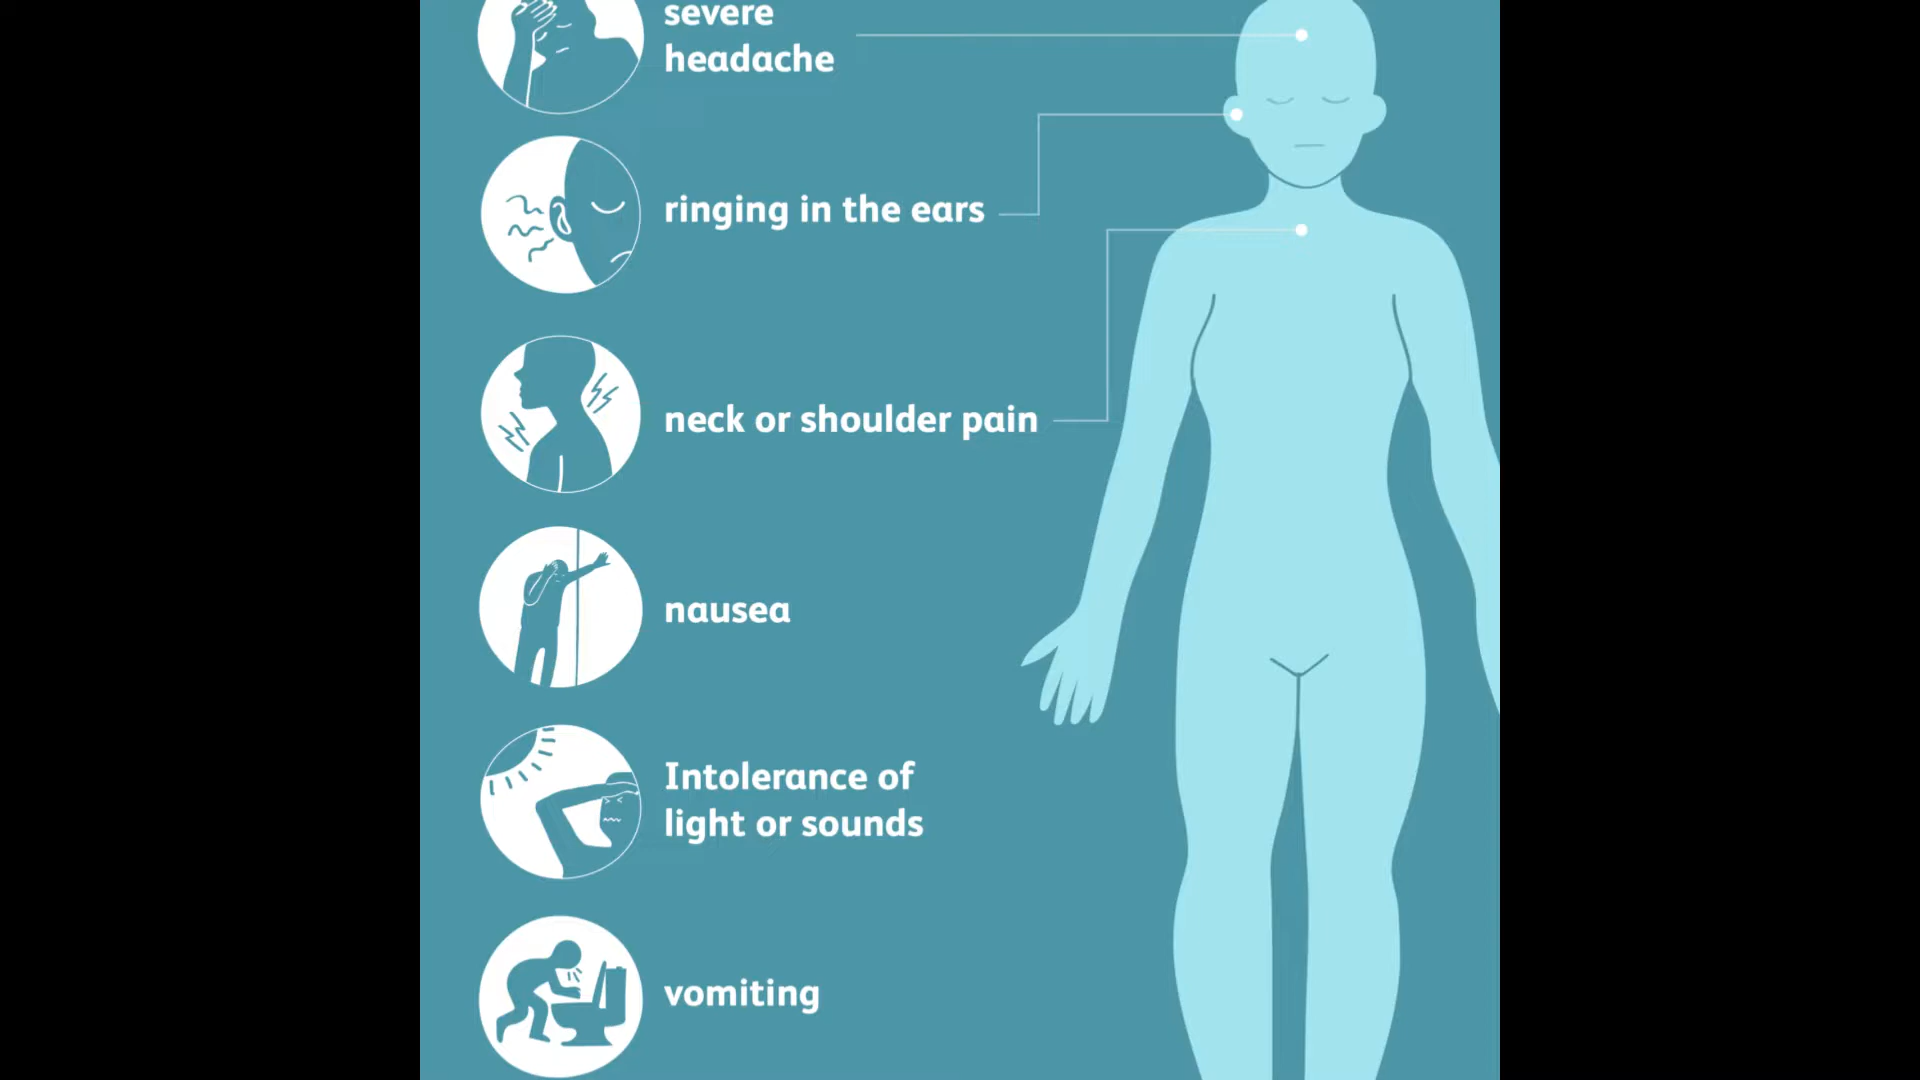 severe
headache
ringing in the ears
neck or shoulder pain
nausea
Intolerance of
light or sounds
vomiting